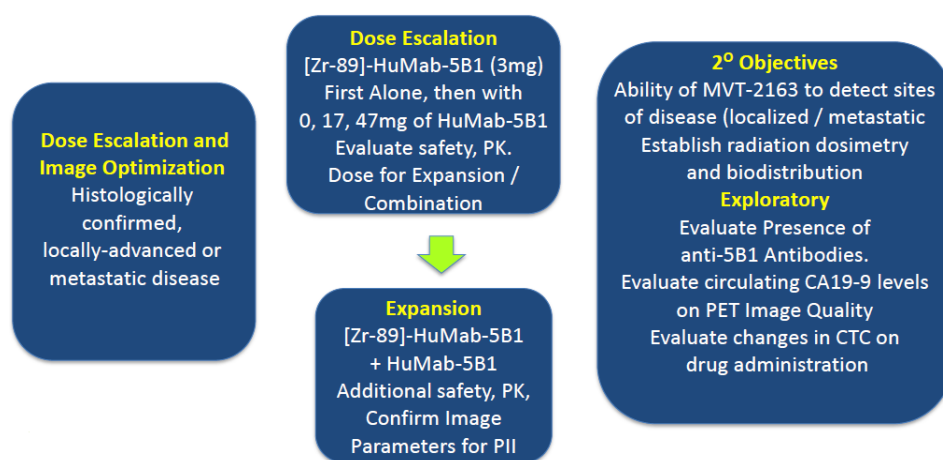 Dose Escalation and
Image Optimization
Histologically
confirmed,
locally-advanced or
metastatic disease
Dose Escalation
[Zr-89]-HuMab-5B1 (3mg)
First Alone, then with
0, 17, 47mg of HuMab-5B1
Evaluate safety, PK.
Dose for Expansion /
Combination
Expansion
[Zr-89]-HuMab-5B1
+ HuMab-5B1
Additional safety, PK,
Confirm Image
Parameters for PII
2º Objectives
Ability of MVT-2163 to detect sites
of disease (localized / metastatic
Establish radiation dosimetry
and biodistribution
Exploratory
Evaluate Presence of
anti-5B1 Antibodies.
Evaluate circulating CA19-9 levels
on PET Image Quality
Evaluate changes in CTC on
drug administration